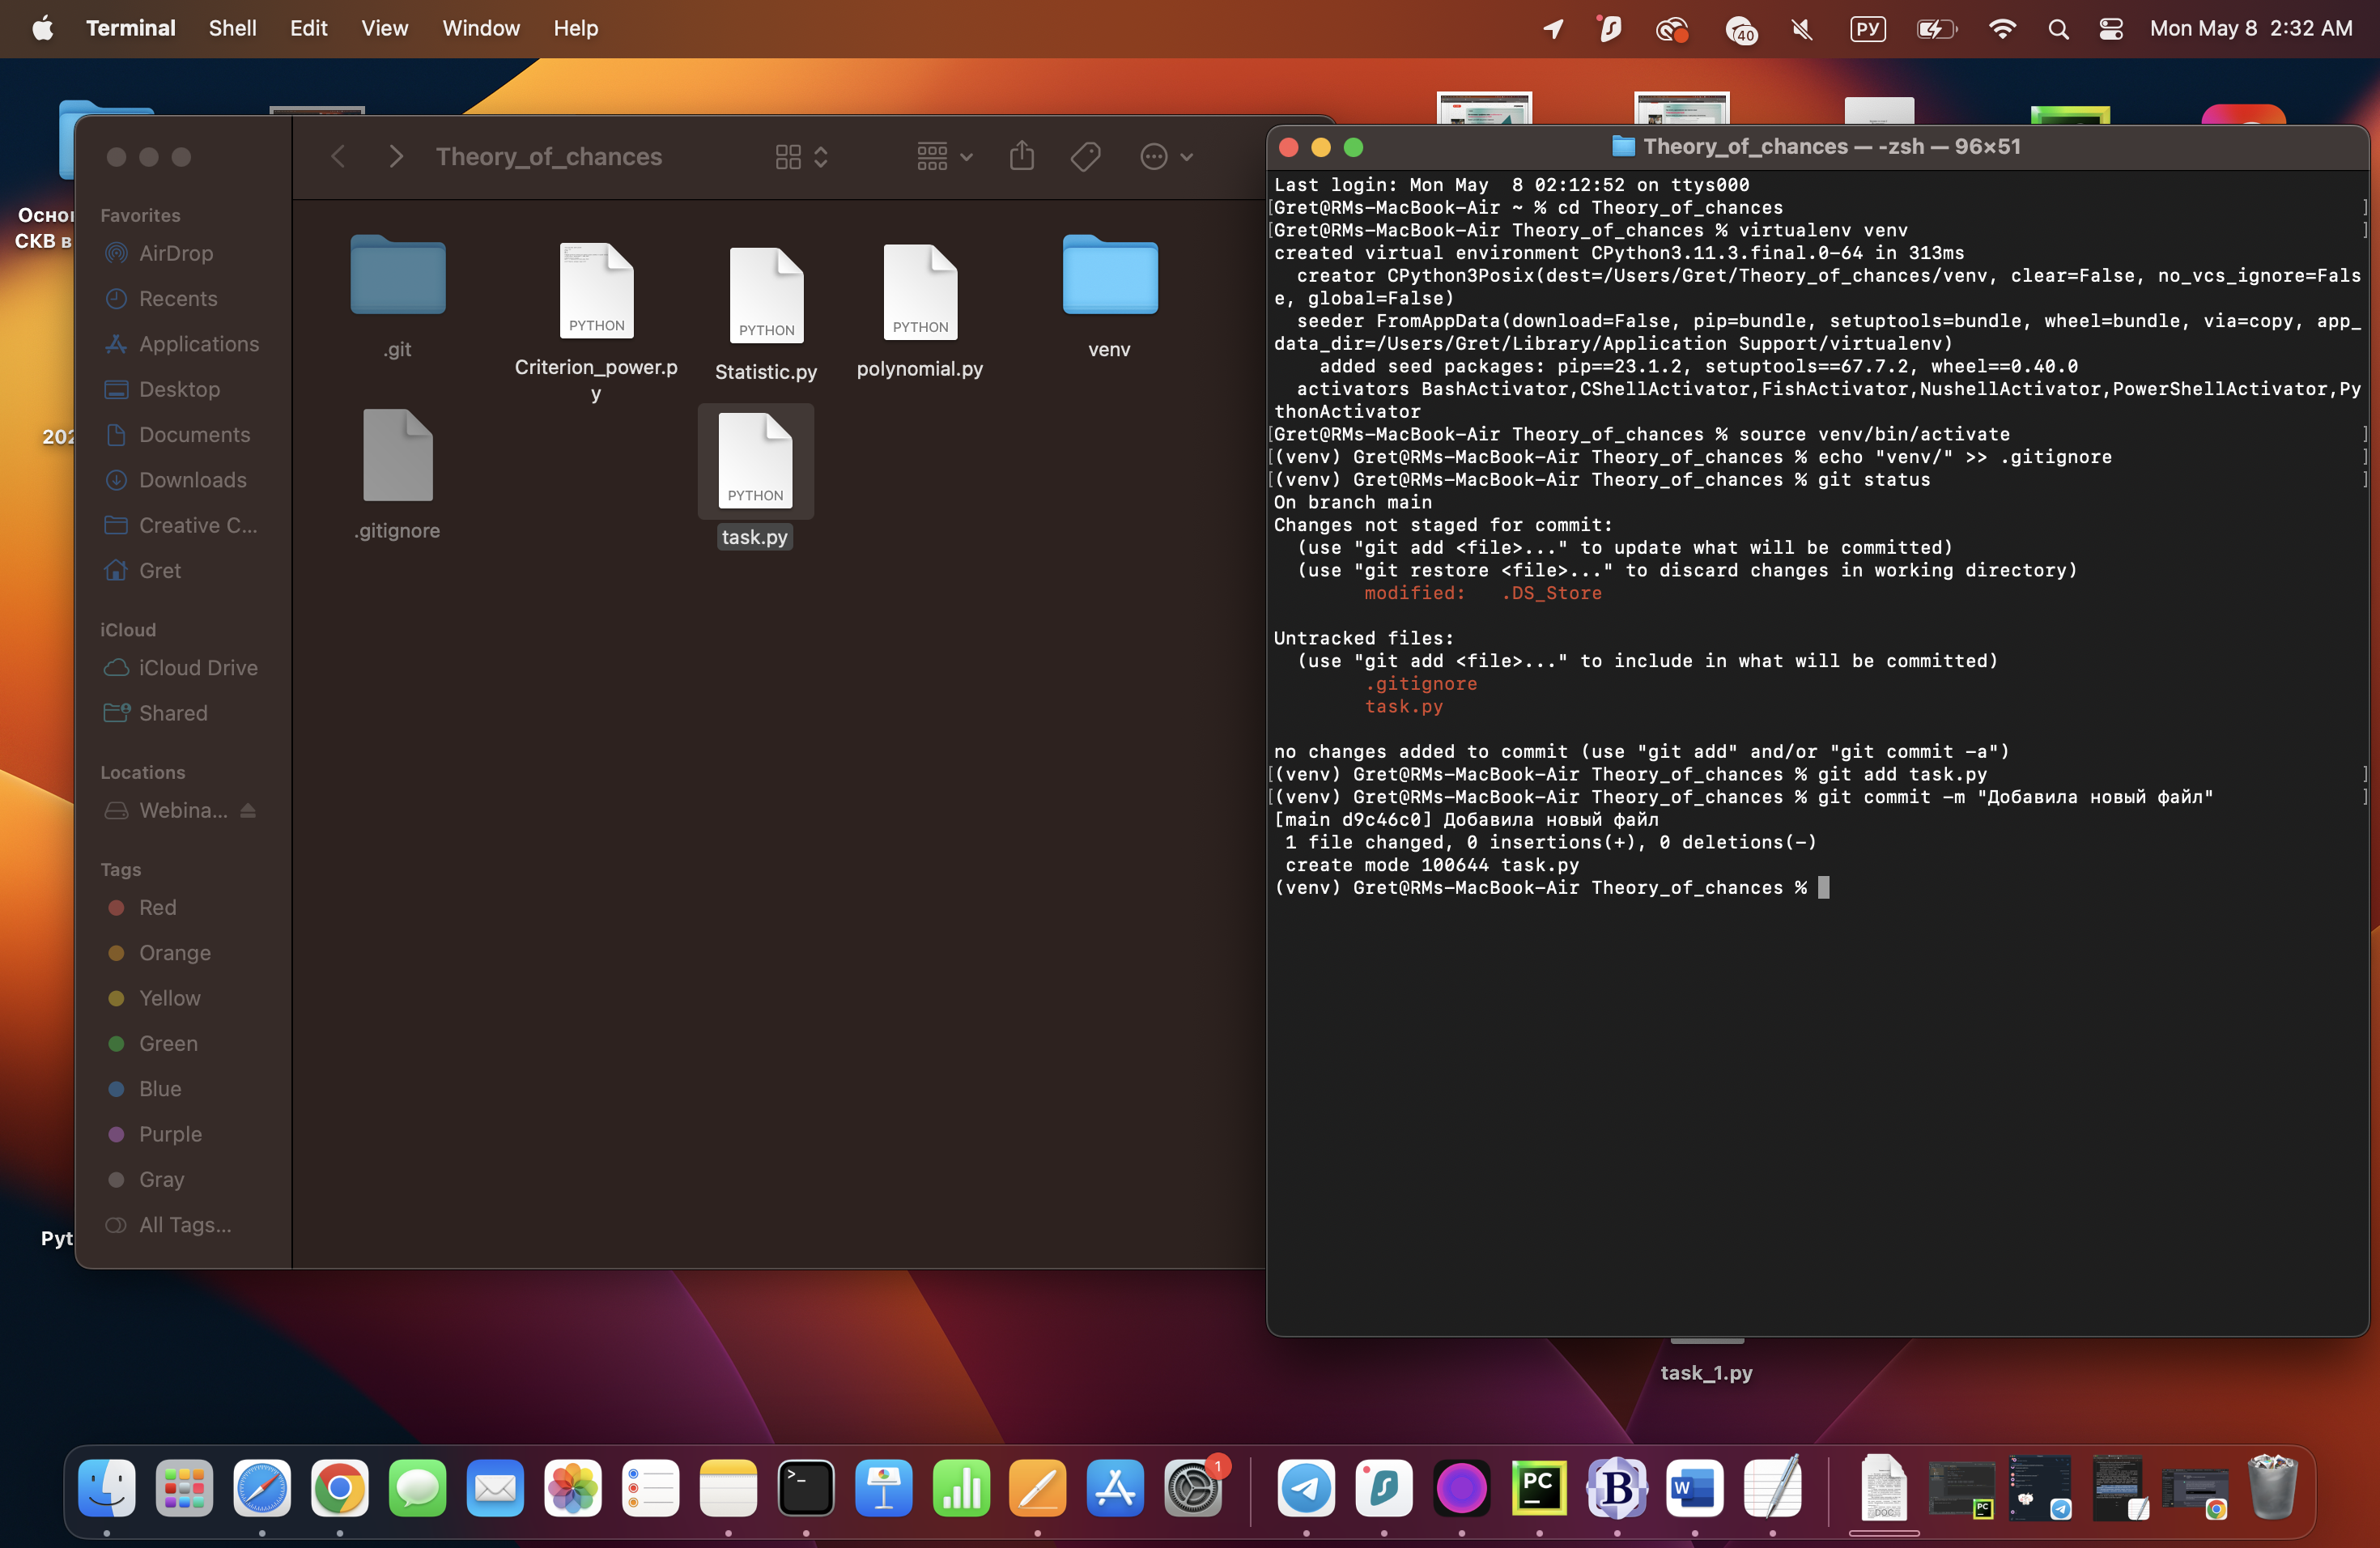 Terminal Shell Edit View Window Help
40 РУ Mon May 8 2:32 AM
СКВ в
202
Theory_of_chances
Favorites
AirDrop
Recents
Applications
Desktop
Documents
Downloads
Creative C...
Gret
iCloud
iCloud Drive
Shared
Locations
Webina...
Tags
Red
Orange
Yellow
Green
Blue
Purple
Gray
All Tags...
.git
PYTHON
Criterion_power.p
y
PYTHON
Statistic.py
PYTHON
polynomial.py
venv
.gitignore
PYTHON
task.py
Theory_of_chances — -zsh — 96×51
Last login: Mon May  8 02:12:52 on ttys000
[Gret@RMs-MacBook-Air ~ % cd Theory_of_chances ]
[Gret@RMs-MacBook-Air Theory_of_chances % virtualenv venv ]
created virtual environment CPython3.11.3.final.0-64 in 313ms
  creator CPython3Posix(dest=/Users/Gret/Theory_of_chances/venv, clear=False, no_vcs_ignore=Fals
e, global=False)
  seeder FromAppData(download=False, pip=bundle, setuptools=bundle, wheel=bundle, via=copy, app_
data_dir=/Users/Gret/Library/Application Support/virtualenv)
    added seed packages: pip==23.1.2, setuptools==67.7.2, wheel==0.40.0
  activators BashActivator,CShellActivator,FishActivator,NushellActivator,PowerShellActivator,Py
thonActivator
[Gret@RMs-MacBook-Air Theory_of_chances % source venv/bin/activate ]
[(venv) Gret@RMs-MacBook-Air Theory_of_chances % echo "venv/" >> .gitignore ]
[(venv) Gret@RMs-MacBook-Air Theory_of_chances % git status ]
On branch main
Changes not staged for commit:
  (use "git add <file>..." to update what will be committed)
  (use "git restore <file>..." to discard changes in working directory)
        modified:   .DS_Store
Untracked files:
  (use "git add <file>..." to include in what will be committed)
        .gitignore
        task.py
no changes added to commit (use "git add" and/or "git commit -a")
[(venv) Gret@RMs-MacBook-Air Theory_of_chances % git add task.py ]
[(venv) Gret@RMs-MacBook-Air Theory_of_chances % git commit -m "Добавила новый файл" ]
[main d9c46c0] Добавила новый файл
 1 file changed, 0 insertions(+), 0 deletions(-)
 create mode 100644 task.py
(venv) Gret@RMs-MacBook-Air Theory_of_chances %
Pyt
task_1.py
>_
1
PC
B
W
DOC
PC